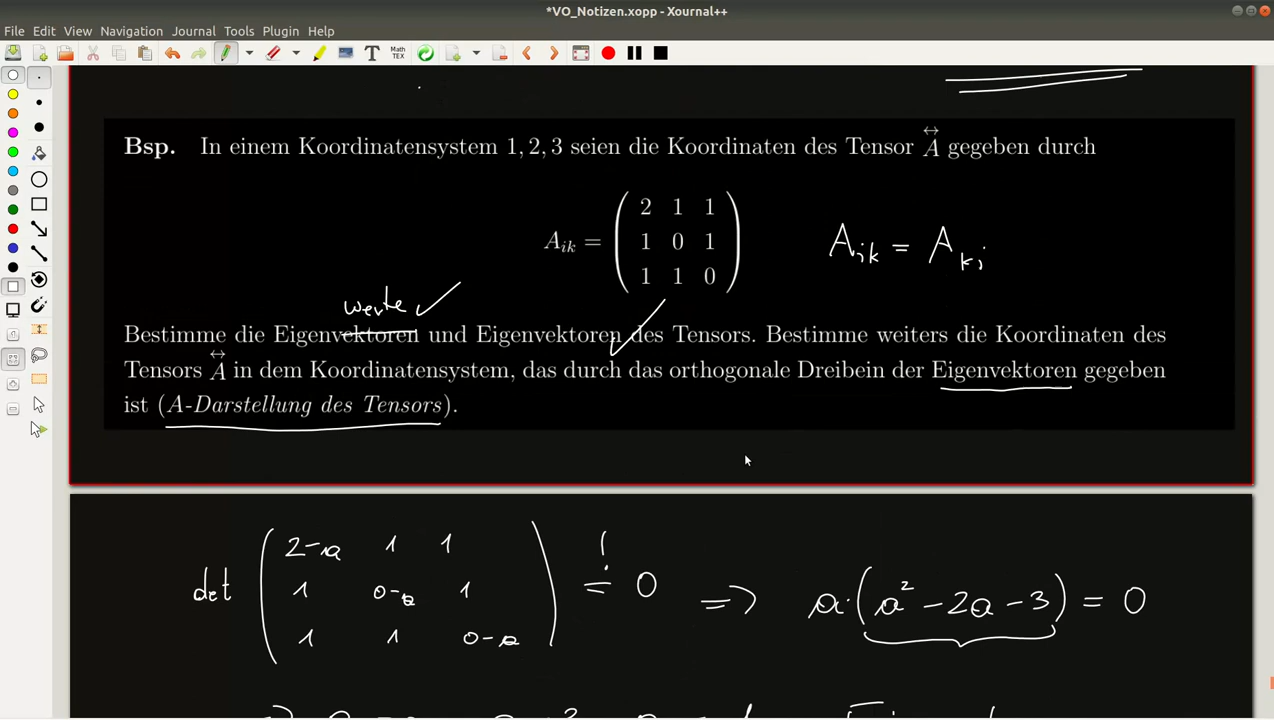 *VO_Notizen.xopp - Xournal++
File Edit View Navigation Journal Tools Plugin Help
T Math TEX
Bsp. In einem Koordinatensystem 1, 2, 3 seien die Koordinaten des Tensor A↔ gegeben durch
A_ik = ( 2 1 1
1 0 1
1 1 0 )
A_ik = A_ki
werte ✓
Bestimme die Eigenvektoren und Eigenvektoren des Tensors. Bestimme weiters die Koordinaten des
Tensors A↔ in dem Koordinatensystem, das durch das orthogonale Dreibein der Eigenvektoren gegeben
ist (A-Darstellung des Tensors).
det ( 2-a 1 1
1 0-a 1
1 1 0-a ) != 0 => a·(a² - 2a - 3) = 0